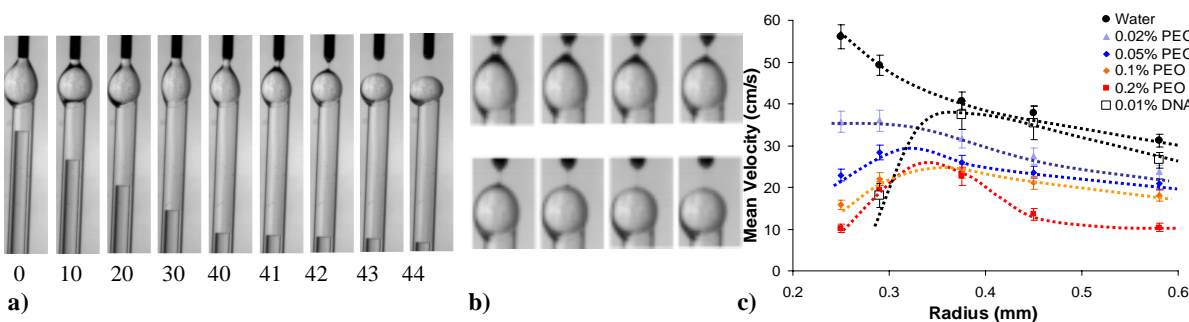 0 10 20 30 40 41 42 43 44
a)
b)
c)
Mean Velocity (cm/s)
60
50
40
30
20
10
0
0.2 0.3 0.4 0.5 0.6
Radius (mm)
Water
0.02% PEO
0.05% PEO
0.1% PEO
0.2% PEO
0.01% DNA